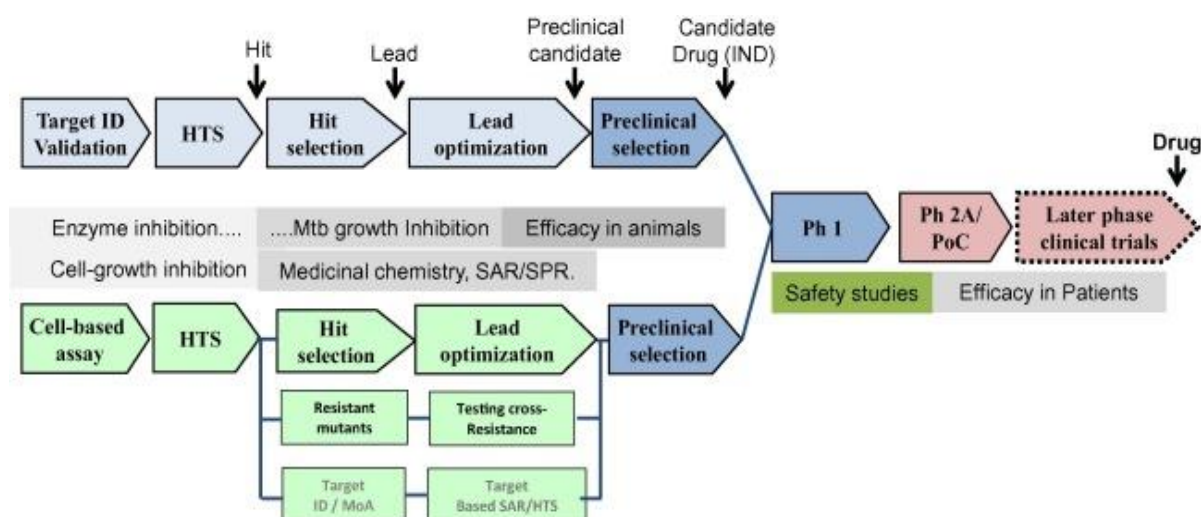 Hit
Lead
Preclinical
candidate
Candidate
Drug (IND)
Target ID
Validation
HTS
Hit
selection
Lead
optimization
Preclinical
selection
Drug
Enzyme inhibition....
....Mtb growth Inhibition
Efficacy in animals
Ph 1
Ph 2A/
PoC
Later phase
clinical trials
Cell-growth inhibition
Medicinal chemistry, SAR/SPR.
Safety studies
Efficacy in Patients
Cell-based
assay
HTS
Hit
selection
Lead
optimization
Preclinical
selection
Resistant
mutants
Testing cross-
Resistance
Target
ID / MoA
Target
Based SAR/HTS